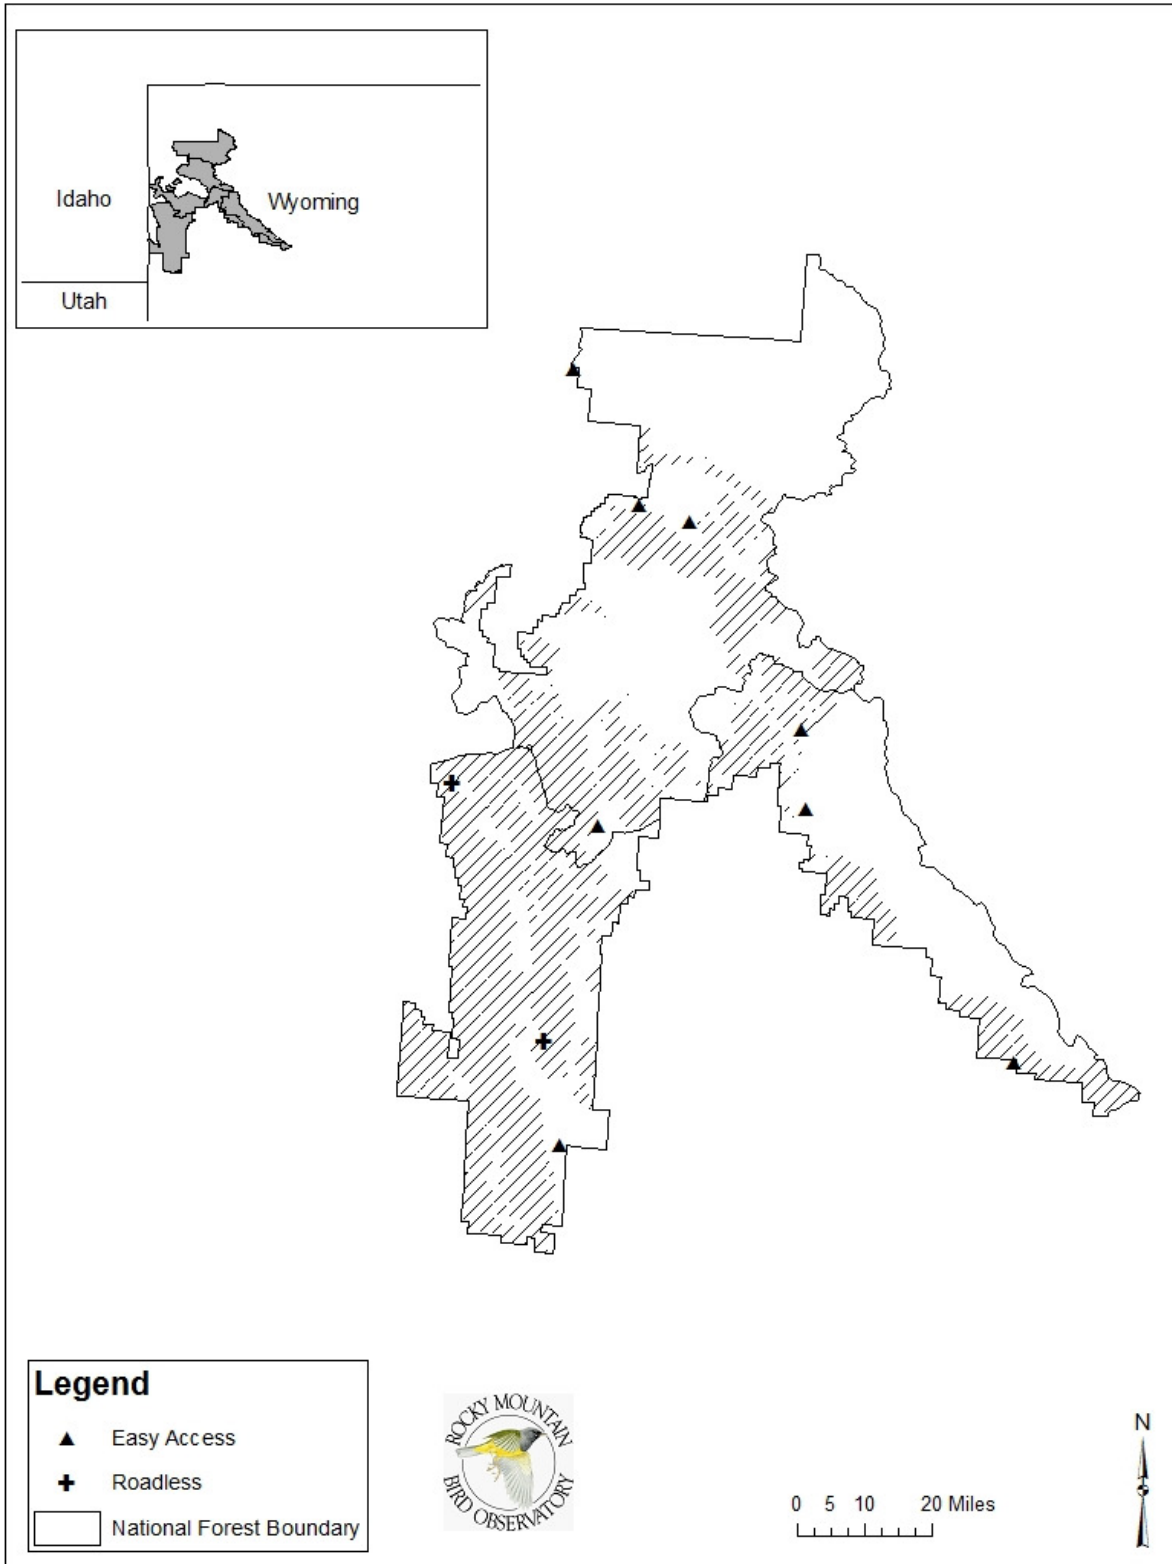 Idaho
Wyoming
Utah
Legend
Easy Access
Roadless
National Forest Boundary
ROCKY MOUNTAIN
BIRD OBSERVATORY
0 5 10 20 Miles
N